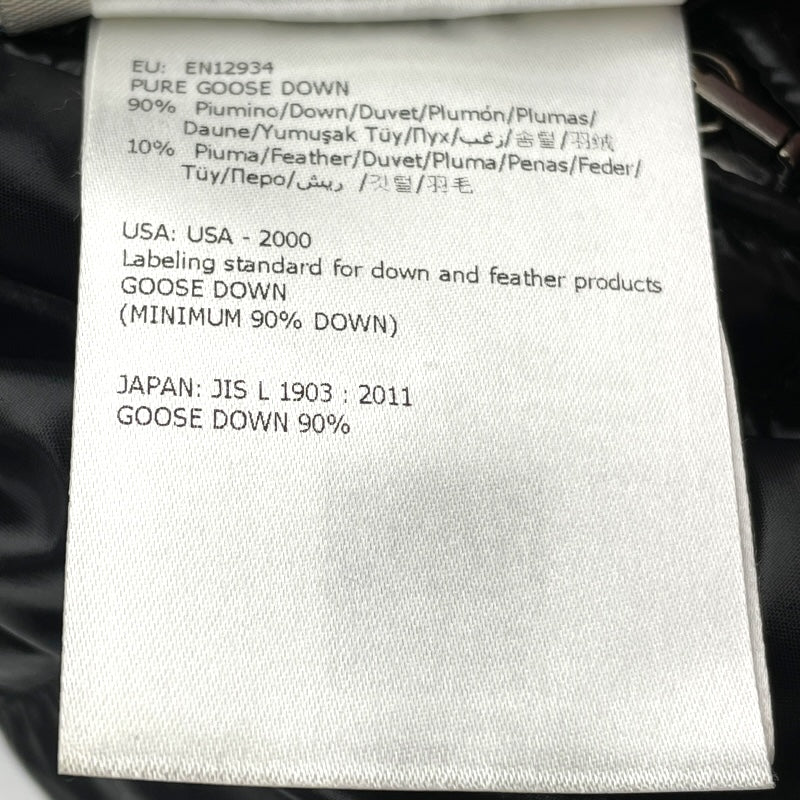 EU: EN12934
PURE GOOSE DOWN
90% Piumino/Down/Duvet/Plumón/Plumas/
Daune/Yumuşak Tüy/Пух/زغب/솜털/羽绒
10% Piuma/Feather/Duvet/Pluma/Penas/Feder/
Tüy/Перо/ريش /깃털/羽毛
USA: USA - 2000
Labeling standard for down and feather products
GOOSE DOWN
(MINIMUM 90% DOWN)
JAPAN: JIS L 1903 : 2011
GOOSE DOWN 90%